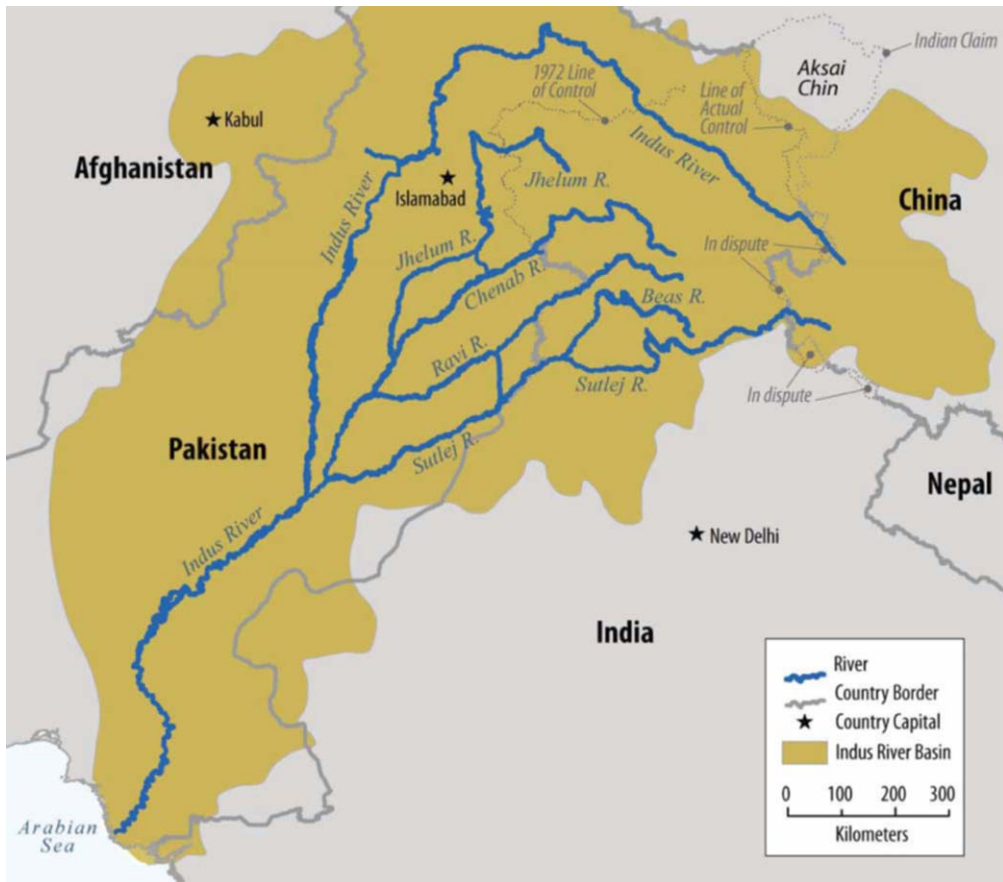 Indian Claim
Aksai
Chin
1972 Line
of Control
Line of
Actual
Control
Kabul
Afghanistan
Indus River
Islamabad
Jhelum R.
China
Indus River
Jhelum R.
In dispute
Chenab R.
Beas R.
Ravi R.
Sutlej R.
In dispute
Pakistan
Sutlej R.
Nepal
Indus River
New Delhi
India
River
Country Border
Country Capital
Indus River Basin
0 100 200 300
Kilometers
Arabian
Sea